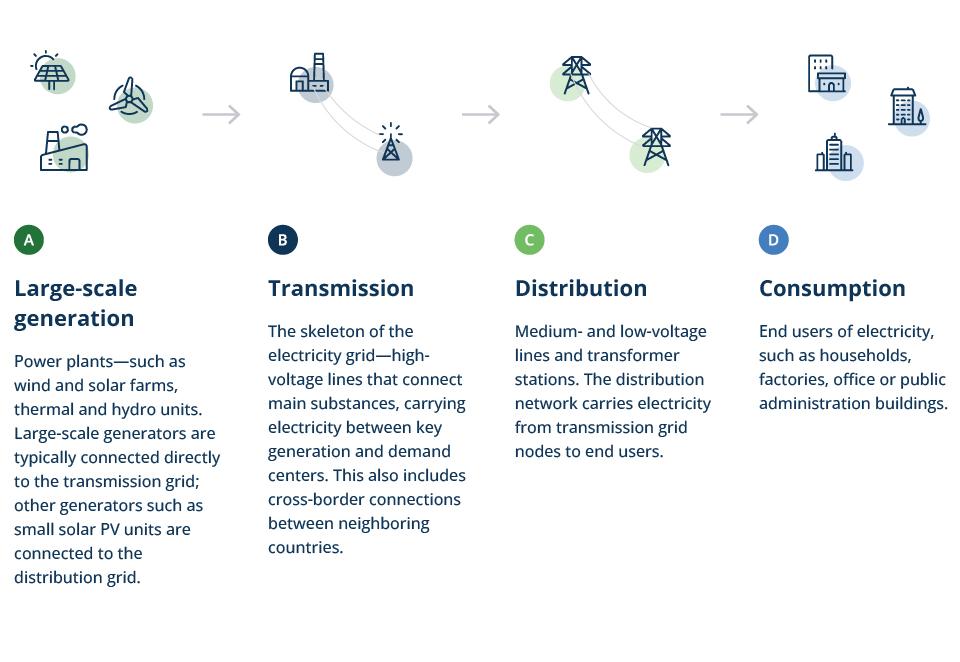 A
Large-scale
generation
Power plants—such as
wind and solar farms,
thermal and hydro units.
Large-scale generators are
typically connected directly
to the transmission grid;
other generators such as
small solar PV units are
connected to the
distribution grid.
B
Transmission
The skeleton of the
electricity grid—high-
voltage lines that connect
main substances, carrying
electricity between key
generation and demand
centers. This also includes
cross-border connections
between neighboring
countries.
C
Distribution
Medium- and low-voltage
lines and transformer
stations. The distribution
network carries electricity
from transmission grid
nodes to end users.
D
Consumption
End users of electricity,
such as households,
factories, office or public
administration buildings.